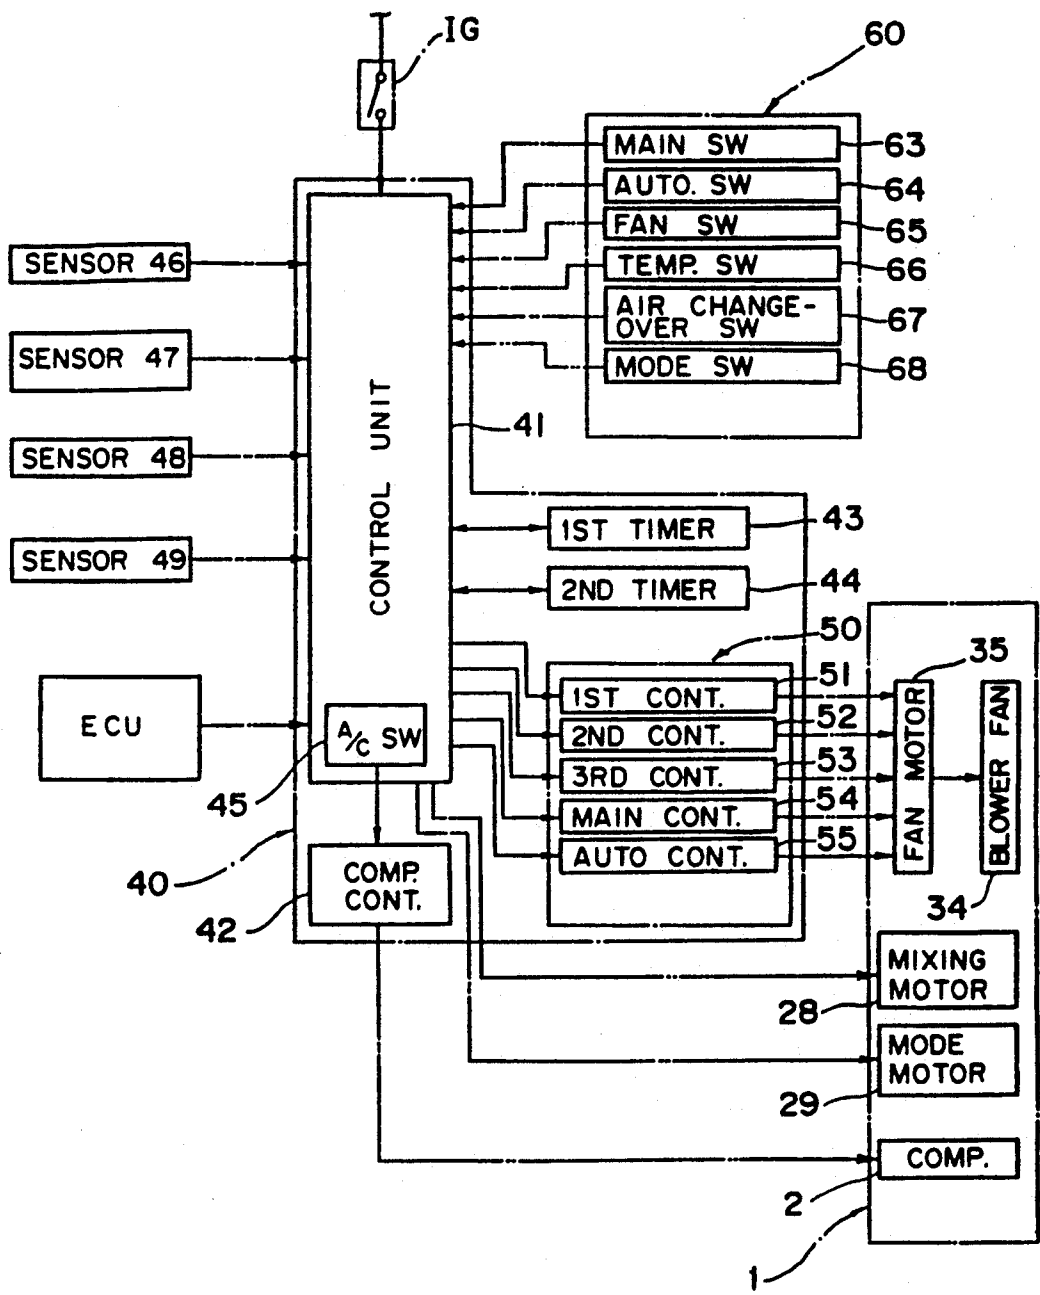 IG
60
MAIN SW
63
AUTO. SW
64
FAN SW
65
TEMP. SW
66
AIR CHANGE-
OVER SW
67
MODE SW
68
SENSOR 46
SENSOR 47
SENSOR 48
SENSOR 49
ECU
CONTROL UNIT
41
1ST TIMER
43
2ND TIMER
44
50
1ST CONT.
51
2ND CONT.
52
3RD CONT.
53
MAIN CONT.
54
AUTO CONT.
55
A/C SW
45
40
COMP.
CONT.
42
35
FAN MOTOR
BLOWER FAN
34
MIXING
MOTOR
28
MODE
MOTOR
29
COMP.
2
1